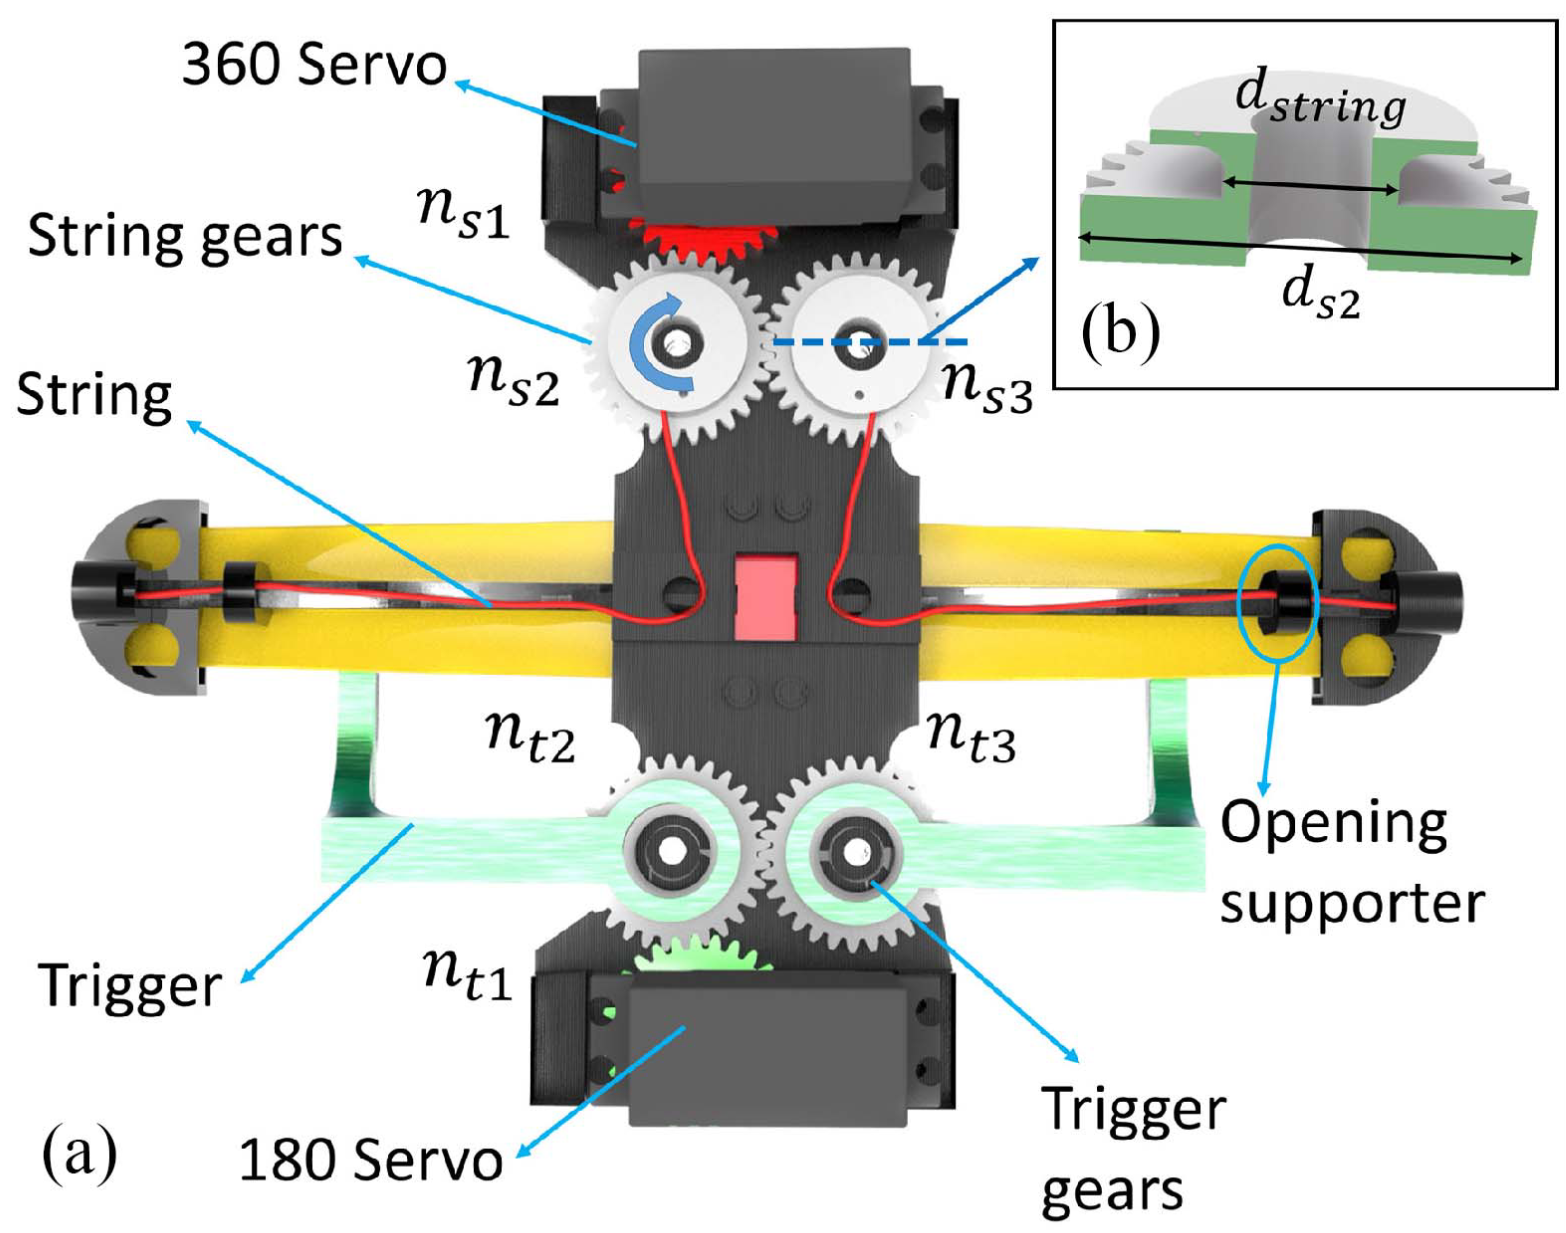 360 Servo
n_{s1}
String gears
n_{s2}
n_{s3}
String
d_{string}
d_{s2}
(b)
n_{t2}
n_{t3}
Opening
supporter
Trigger
n_{t1}
Trigger
gears
180 Servo
(a)